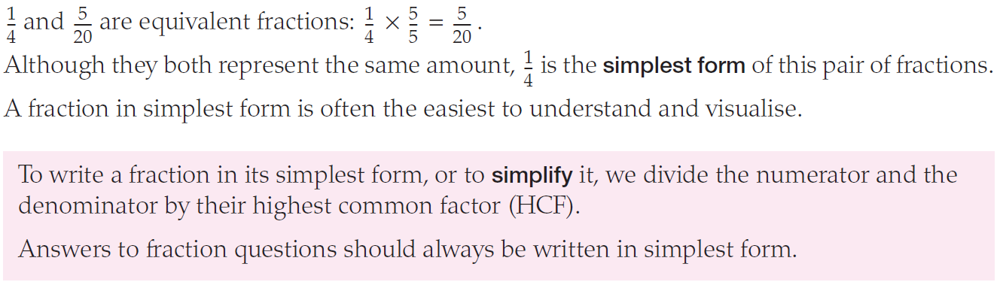 1/4 and 5/20 are equivalent fractions: 1/4 × 5/5 = 5/20.
Although they both represent the same amount, 1/4 is the simplest form of this pair of fractions.
A fraction in simplest form is often the easiest to understand and visualise.
To write a fraction in its simplest form, or to simplify it, we divide the numerator and the
denominator by their highest common factor (HCF).
Answers to fraction questions should always be written in simplest form.